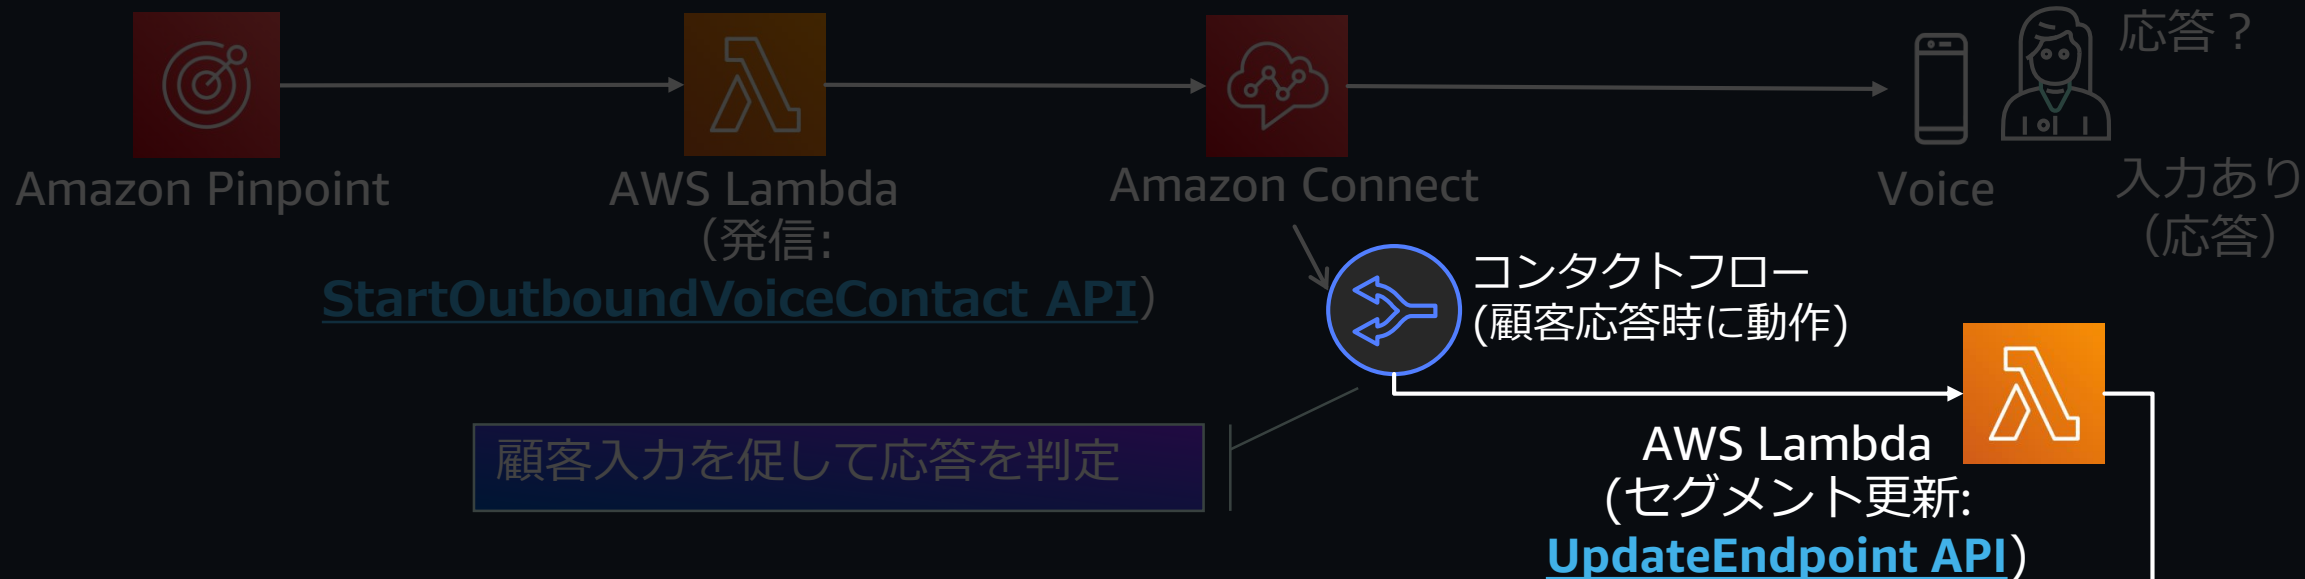 応答？
Amazon Pinpoint
AWS Lambda
（発信:
StartOutboundVoiceContact API)
Amazon Connect
Voice
入力あり
（応答）
コンタクトフロー
(顧客応答時に動作)
顧客入力を促して応答を判定
AWS Lambda
(セグメント更新:
UpdateEndpoint API)